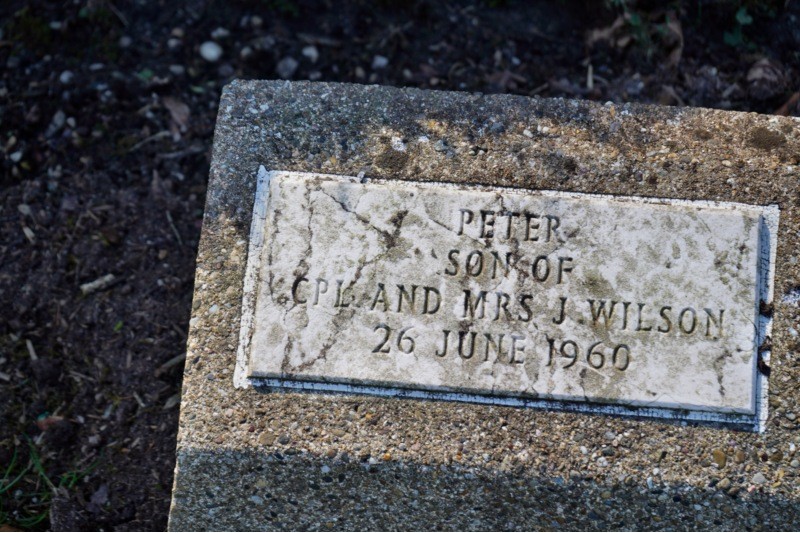 PETER
SON OF
CPL AND MRS J. WILSON
26 JUNE 1960